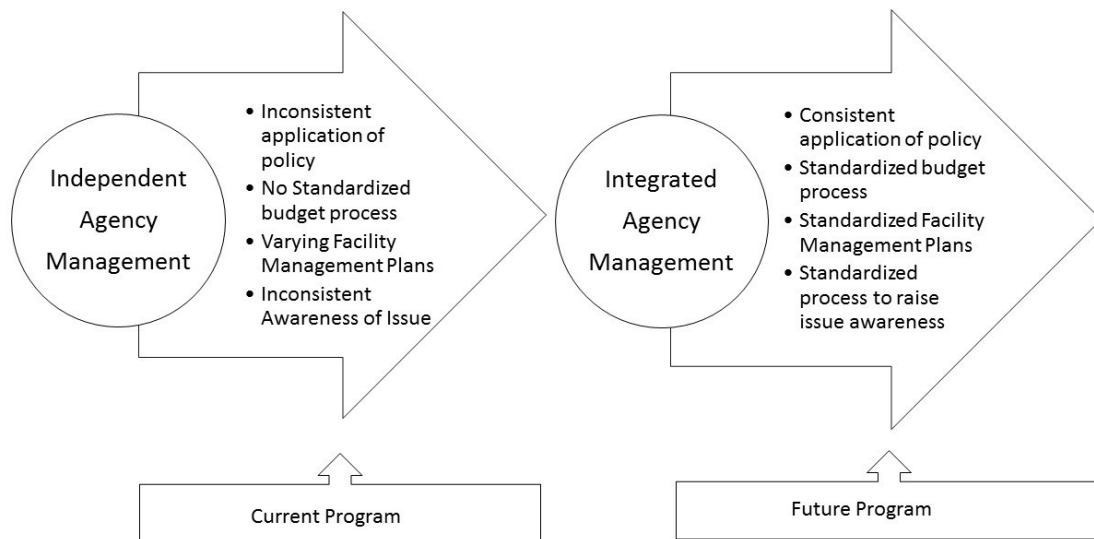 Independent
Agency
Management
• Inconsistent
application of
policy
• No Standardized
budget process
• Varying Facility
Management Plans
• Inconsistent
Awareness of Issue
Current Program
Integrated
Agency
Management
• Consistent
application of policy
• Standardized budget
process
• Standardized Facility
Management Plans
• Standardized
process to raise
issue awareness
Future Program